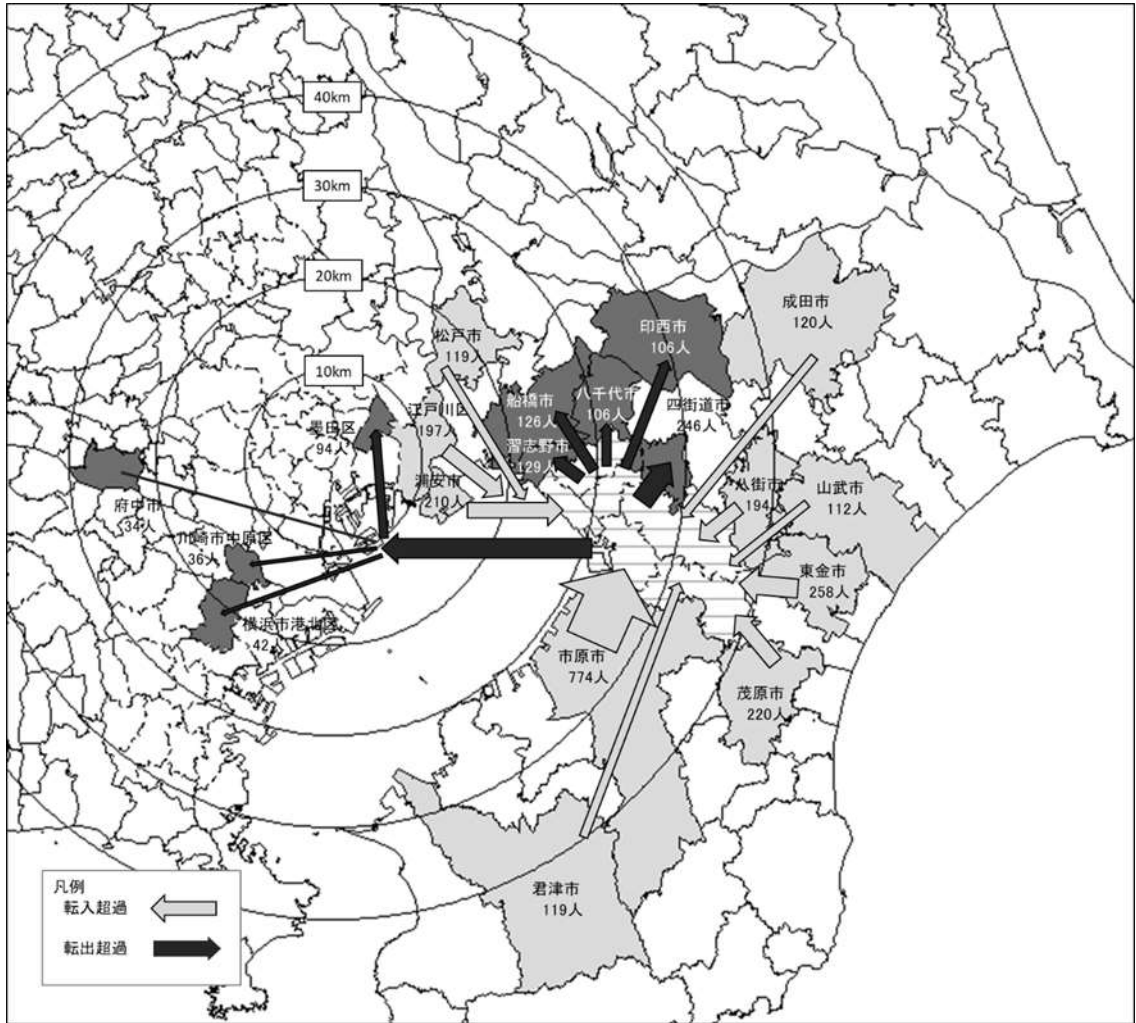 40km
30km
20km
10km
成田市
120人
印西市
106人
松戸市
119人
船橋市
126人
八千代市
106人
四街道市
246人
江戸川区
197人
墨田区
94人
習志野市
129人
浦安市
210人
八街市
194人
山武市
112人
府中市
34人
川崎市中原区
36人
東金市
258人
横浜市港北区
42人
市原市
774人
茂原市
220人
君津市
119人
凡例
転入超過
転出超過